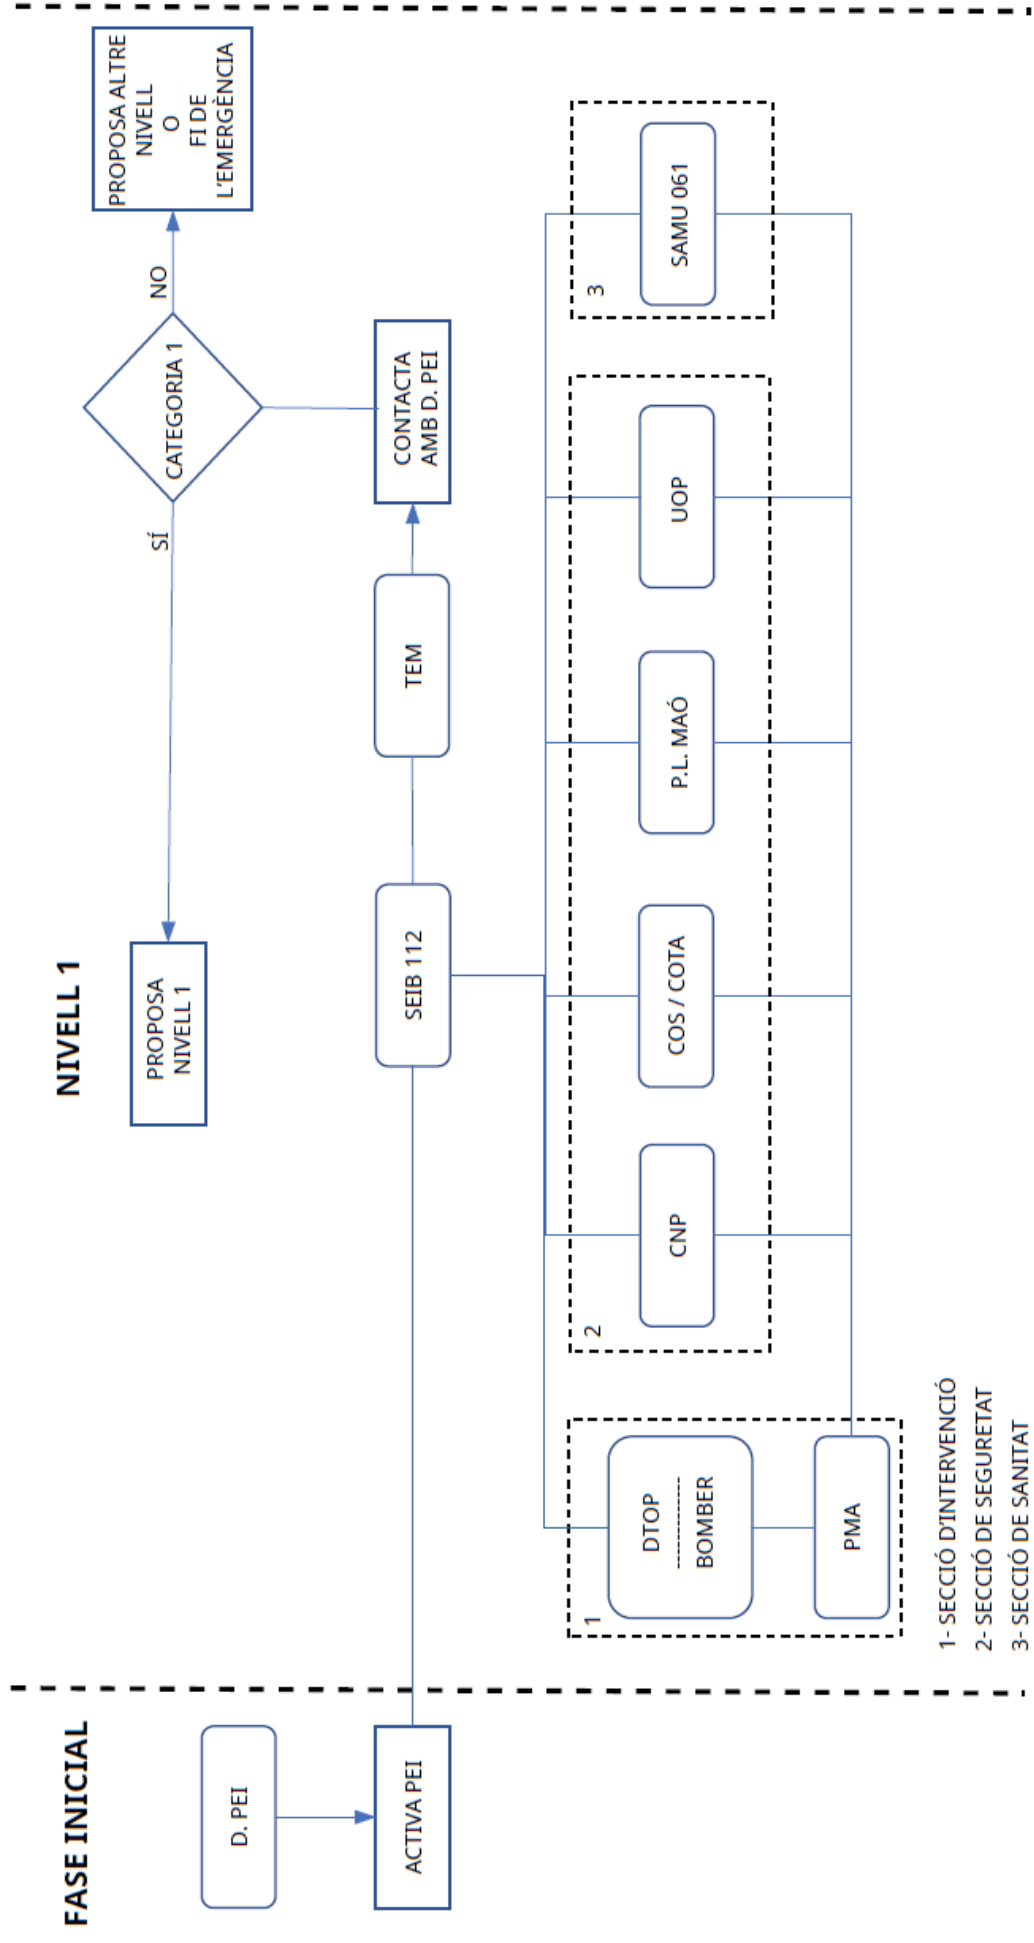 FASE INICIAL
D. PEI
ACTIVA PEI
NIVELL 1
PROPOSA
NIVELL 1
SÍ
CATEGORIA 1
NO
PROPOSA ALTRE
NIVELL
O
FI DE
L'EMERGÈNCIA
SEIB 112
TEM
CONTACTA
AMB D. PEI
1
DTOP
BOMBER
PMA
2
CNP
COS / COTA
P.L. MAÓ
UOP
3
SAMU 061
1- SECCIÓ D'INTERVENCIÓ
2- SECCIÓ DE SEGURETAT
3- SECCIÓ DE SANITAT